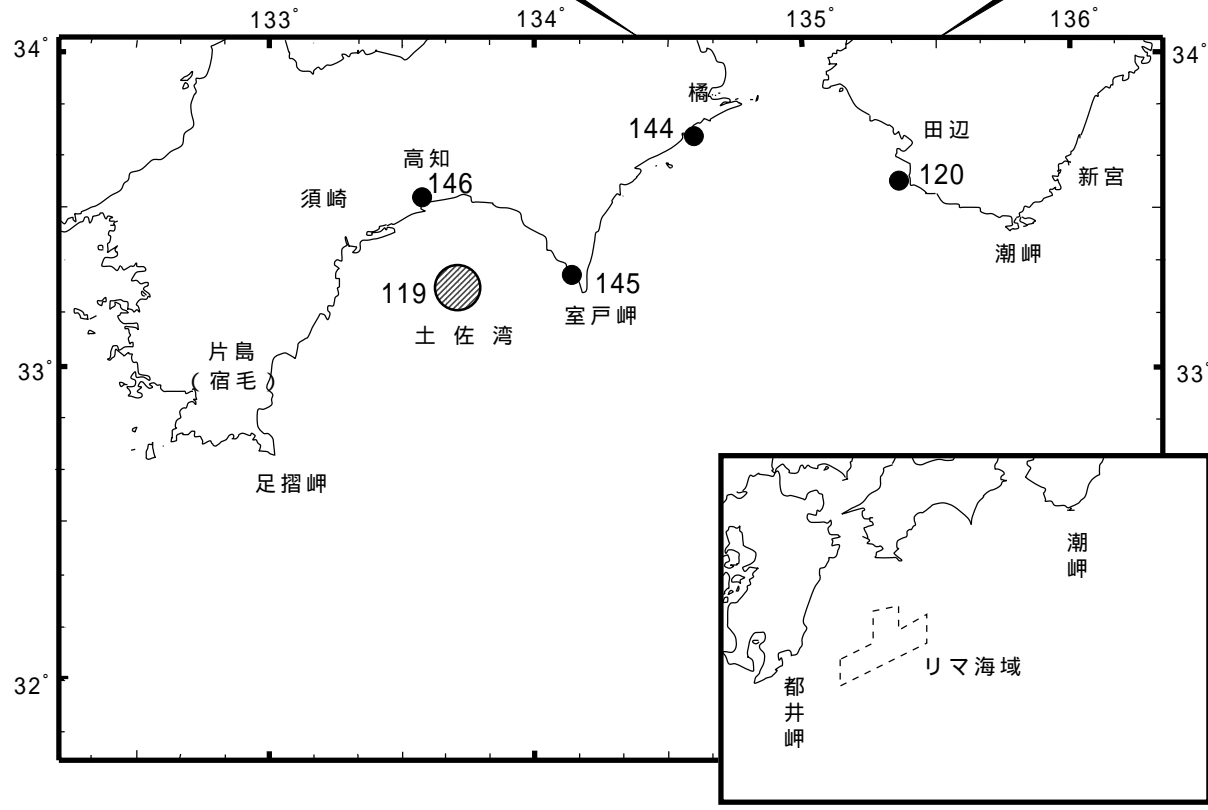 133° 134° 135° 136°
34° 34°
橘
144
田辺
高知
146
120
新宮
須崎
潮岬
145
119
室戸岬
土佐湾
片島
33° 33°
(宿毛)
足摺岬
潮岬
リマ海域
32°
都井岬